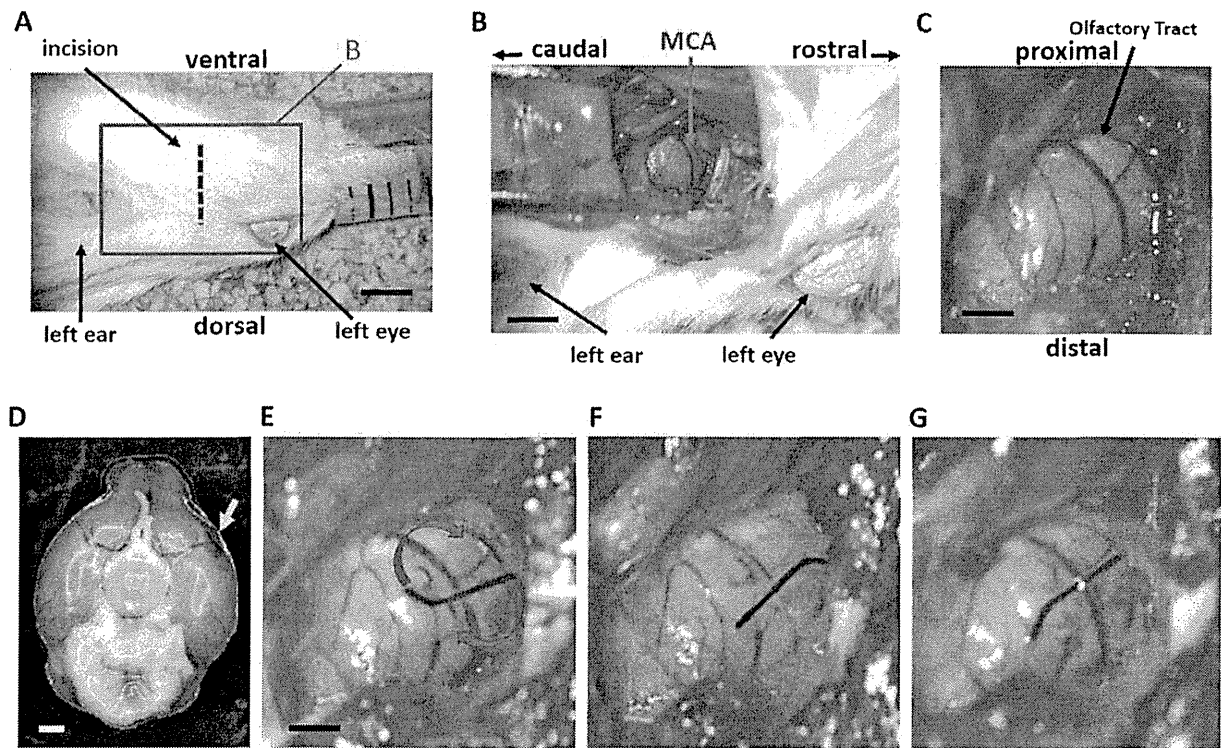 A
incision
ventral
B
left ear
dorsal
left eye
B
caudal
MCA
rostral
left ear
left eye
C
Olfactory Tract
proximal
distal
D
E
F
G